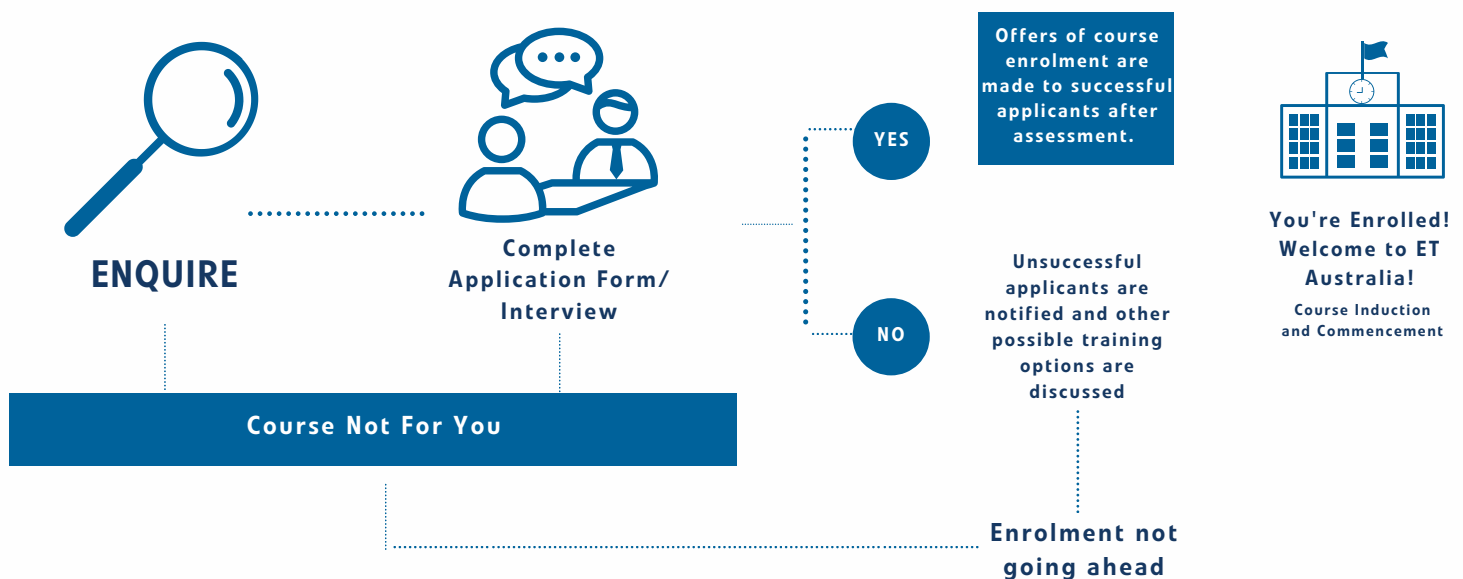 ENQUIRE
Complete
Application Form/
Interview
YES
NO
Offers of course
enrolment are
made to successful
applicants after
assessment.
Unsuccessful
applicants are
notified and other
possible training
options are
discussed
You're Enrolled!
Welcome to ET
Australia!
Course Induction
and Commencement
Course Not For You
Enrolment not
going ahead